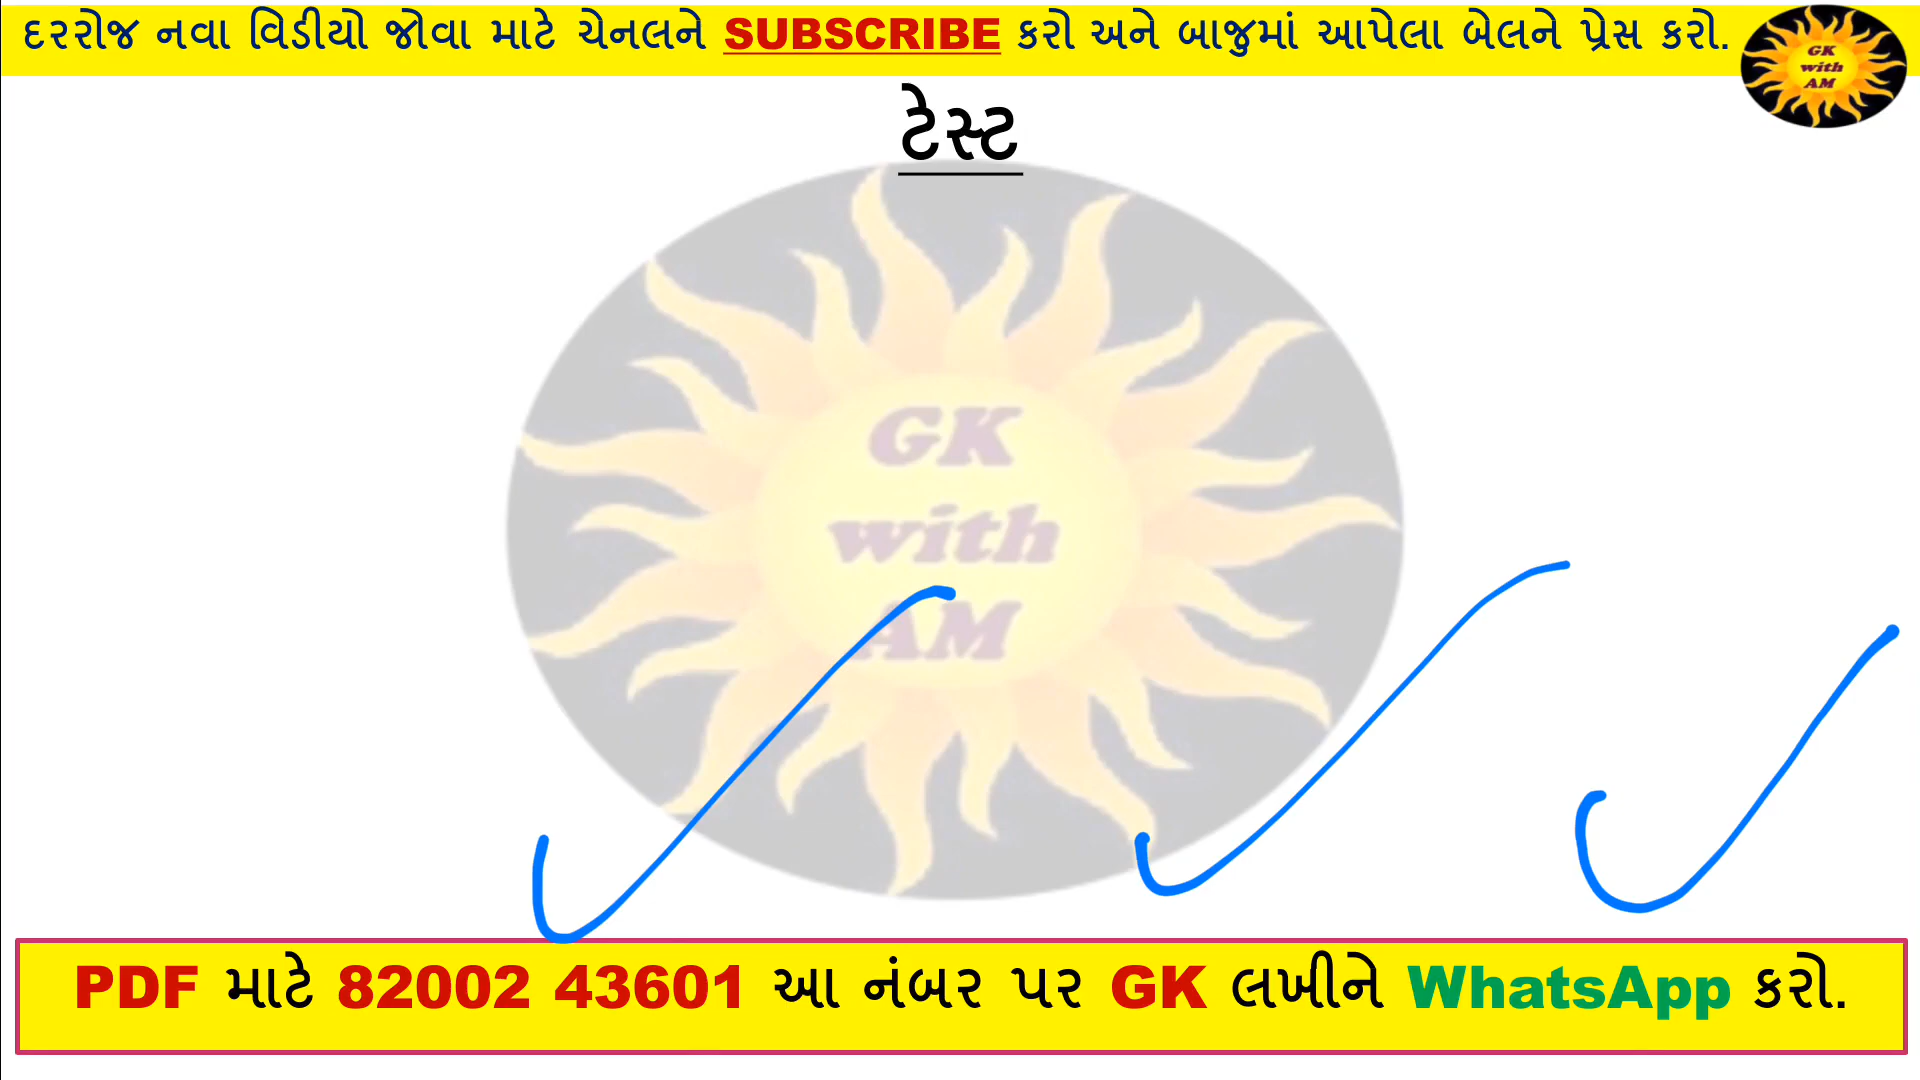 દરરોજ નવા વિડીયો જોવા માટે ચેનલને SUBSCRIBE કરો અને બાજુમાં આપેલા બેલને પ્રેસ કરો.
GK
with
AM
ટેસ્ટ
GK
with
AM
PDF માટે 82002 43601 આ નંબર પર GK લખીને WhatsApp કરો.